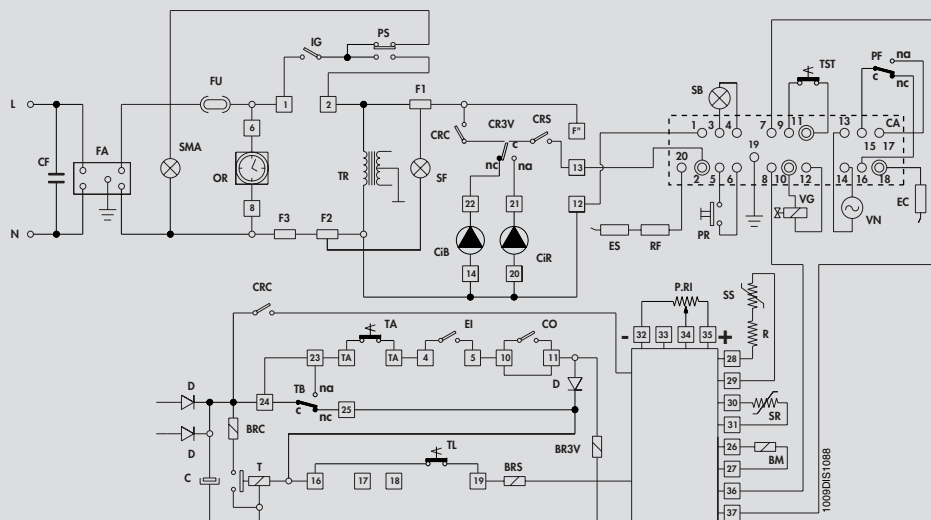 PS
IG
na
PF
TST
c
nc
FU
F1
SB
L
1
2
1
3
4
7
9
11
13
CA
15
17
6
CRC
CR3V
CRS
F"
CF
FA
SMA
OR
TR
SF
nc
c
na
13
20
19
2
5
6
8
10
12
14
16
18
8
22
21
12
VG
EC
N
F3
F2
ES
RF
PR
VN
CiB
CiR
14
20
CRC
P.RI
SS
TA
EI
CO
-
32
33
34
35
+
R
23
TA
TA
4
5
10
11
28
D
TB
na
D
29
24
c
nc
25
30
SR
31
D
BRC
TL
BR3V
26
BM
27
C
T
16
17
18
19
BRS
36
37
1009DIS1088